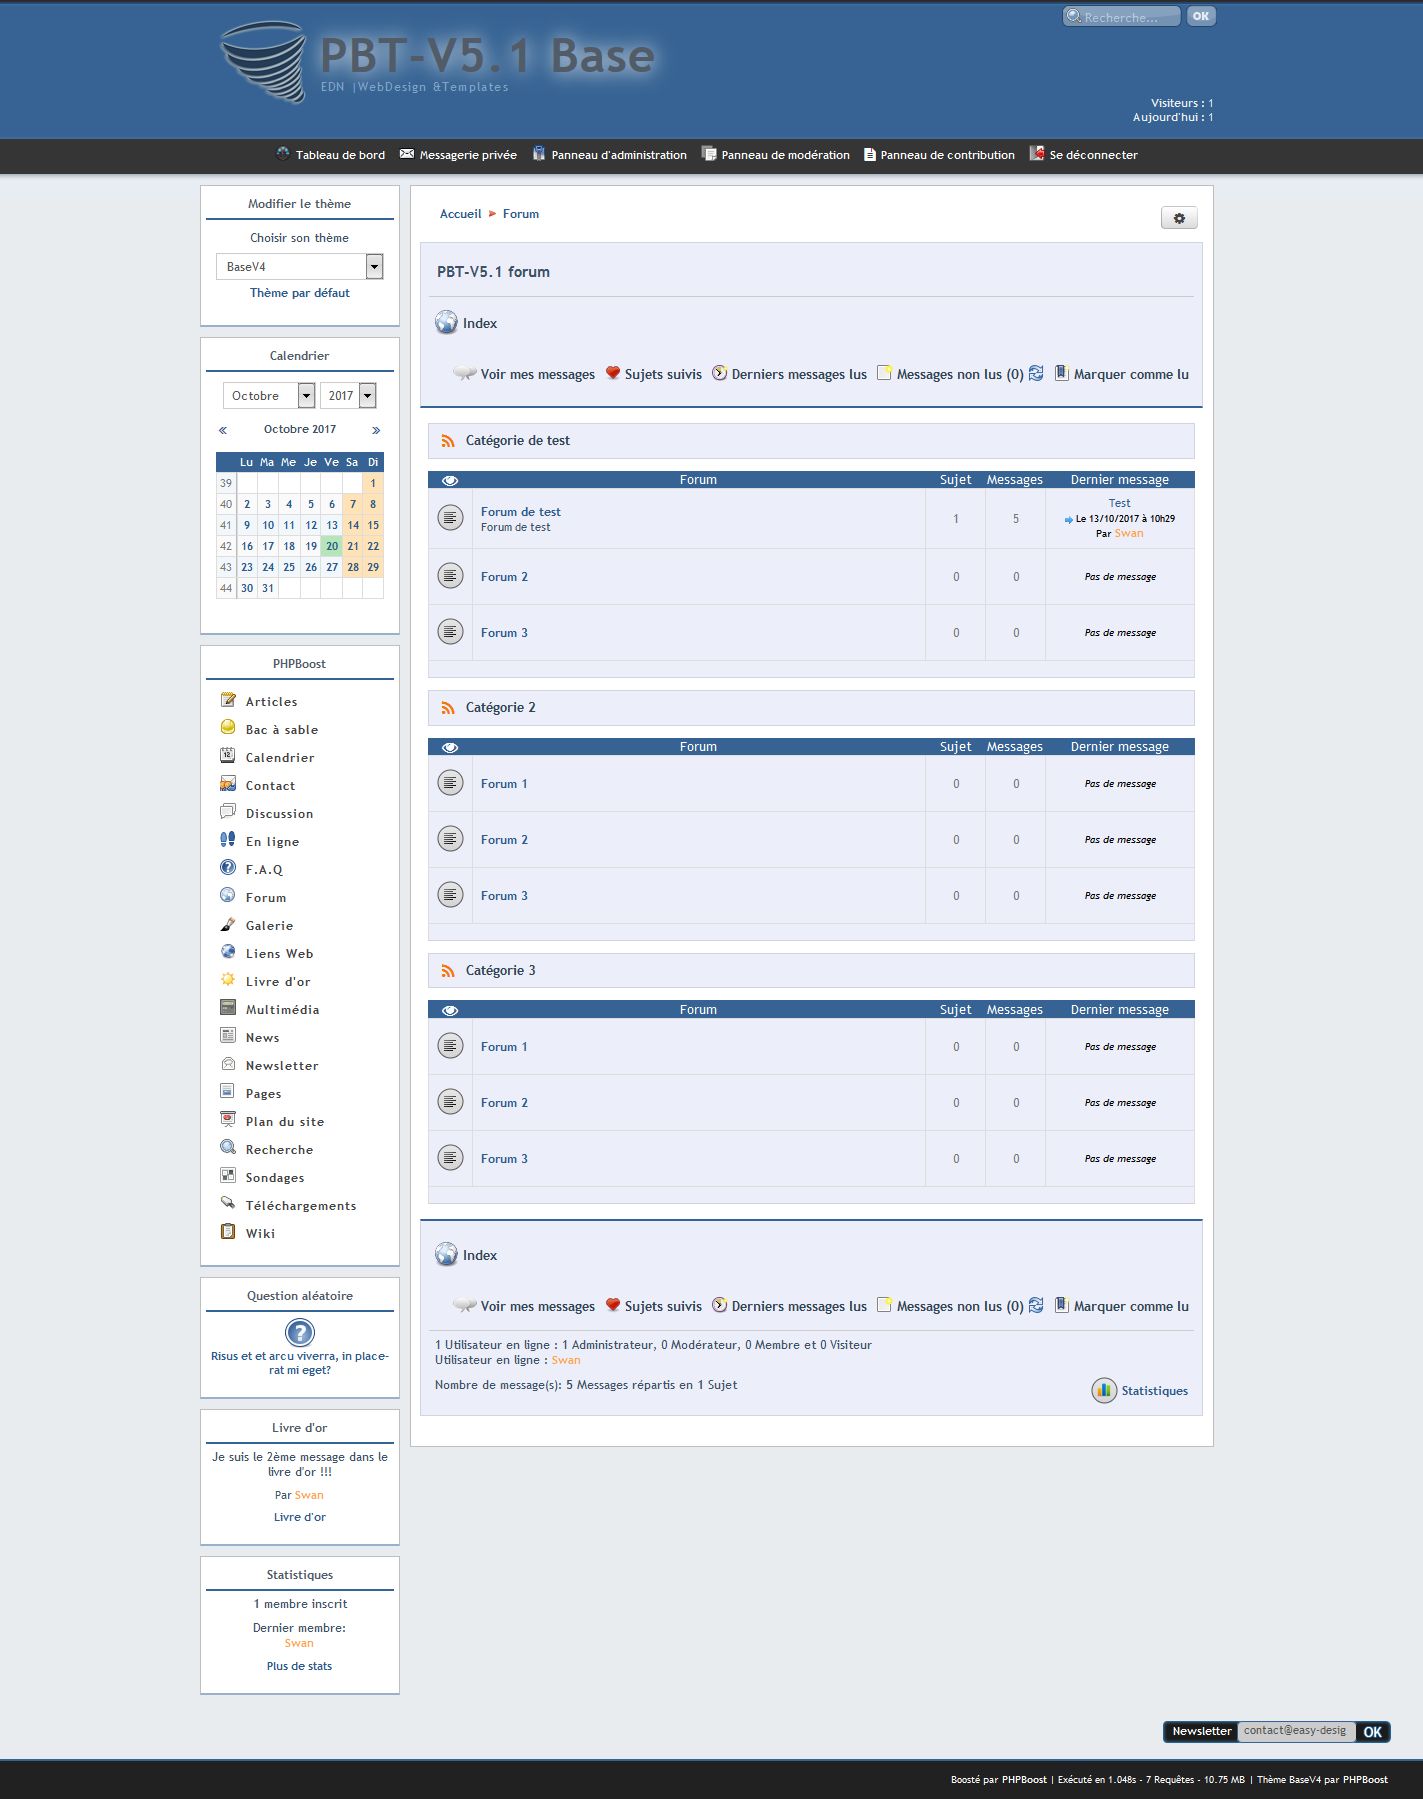 Recherche...
OK
PBT-V5.1 Base
EDN |WebDesign &Templates
Visiteurs : 1
Aujourd'hui : 1
Tableau de bord Messagerie privée Panneau d'administration Panneau de modération Panneau de contribution Se déconnecter
Modifier le thème
Choisir son thème
BaseV4
Thème par défaut
Calendrier
Octobre 2017
« Octobre 2017 »
Lu Ma Me Je Ve Sa Di
39 1
40 2 3 4 5 6 7 8
41 9 10 11 12 13 14 15
42 16 17 18 19 20 21 22
43 23 24 25 26 27 28 29
44 30 31
PHPBoost
Articles
Bac à sable
Calendrier
Contact
Discussion
En ligne
F.A.Q
Forum
Galerie
Liens Web
Livre d'or
Multimédia
News
Newsletter
Pages
Plan du site
Recherche
Sondages
Téléchargements
Wiki
Question aléatoire
Risus et et arcu viverra, in place-
rat mi eget?
Livre d'or
Je suis le 2ème message dans le
livre d'or !!!
Par Swan
Livre d'or
Statistiques
1 membre inscrit
Dernier membre:
Swan
Plus de stats
Accueil Forum
PBT-V5.1 forum
Index
Voir mes messages Sujets suivis Derniers messages lus Messages non lus (0) Marquer comme lu
Catégorie de test
Forum Sujet Messages Dernier message
Forum de test
Forum de test
1 5
Test
Le 13/10/2017 à 10h29
Par Swan
Forum 2 0 0 Pas de message
Forum 3 0 0 Pas de message
Catégorie 2
Forum Sujet Messages Dernier message
Forum 1 0 0 Pas de message
Forum 2 0 0 Pas de message
Forum 3 0 0 Pas de message
Catégorie 3
Forum Sujet Messages Dernier message
Forum 1 0 0 Pas de message
Forum 2 0 0 Pas de message
Forum 3 0 0 Pas de message
Index
Voir mes messages Sujets suivis Derniers messages lus Messages non lus (0) Marquer comme lu
1 Utilisateur en ligne : 1 Administrateur, 0 Modérateur, 0 Membre et 0 Visiteur
Utilisateur en ligne : Swan
Nombre de message(s): 5 Messages répartis en 1 Sujet
Statistiques
Newsletter contact@easy-desig OK
Boosté par PHPBoost | Exécuté en 1.048s - 7 Requêtes - 10.75 MB | Thème BaseV4 par PHPBoost